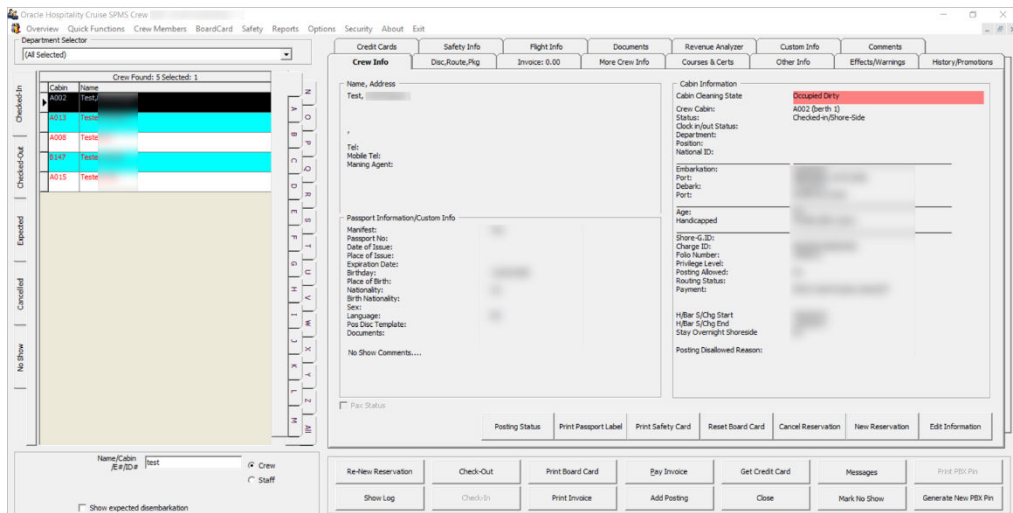 Oracle Hospitality Cruise SPMS Crew
Overview Quick Functions Crew Members BoardCard Safety Reports Options Security About Exit
Department Selector
(All Selected)
Crew Found: 5 Selected: 1
Cabin Name
A002 Test,
A013 Teste
A008 Teste
B147 Teste
A015 Teste
Checked-In
Checked-Out
Expected
Cancelled
No Show
A
B
C
D
E
F
G
H
I
J
K
L
M
N
O
P
Q
R
S
T
U
V
W
X
Y
Z
All
Name/Cabin
/E#/ID# test
Crew
Staff
Show expected disembarkation
Credit Cards Safety Info Flight Info Documents Revenue Analyzer Custom Info Comments
Crew Info Disc,Route,Pkg Invoice: 0.00 More Crew Info Courses & Certs Other Info Effects/Warnings History/Promotions
Name, Address
Test,
,
Tel:
Mobile Tel:
Maning Agent:
Passport Information/Custom Info
Manifest:
Passport No:
Date of Issue:
Place of Issue:
Expiration Date:
Birthday:
Place of Birth:
Nationality:
Birth Nationality:
Sex:
Language:
Pos Disc Template:
Documents:
No Show Comments....
Pax Status
Cabin Information
Cabin Cleaning State Occupied Dirty
Crew Cabin: A002 (berth 1)
Status: Checked-in/Shore-Side
Clock in/out Status:
Department:
Position:
National ID:
Embarkation:
Port:
Debark:
Port:
Age:
Handicapped
Shore-G.ID:
Charge ID:
Folio Number:
Privilege Level:
Posting Allowed:
Routing Status:
Payment:
H/Bar S/Chg Start
H/Bar S/Chg End
Stay Overnight Shoreside
Posting Disallowed Reason:
Posting Status Print Passport Label Print Safety Card Reset Board Card Cancel Reservation New Reservation Edit Information
Re-New Reservation Check-Out Print Board Card Pay Invoice Get Credit Card Messages Print PBX Pin
Show Log Check-In Print Invoice Add Posting Close Mark No Show Generate New PBX Pin